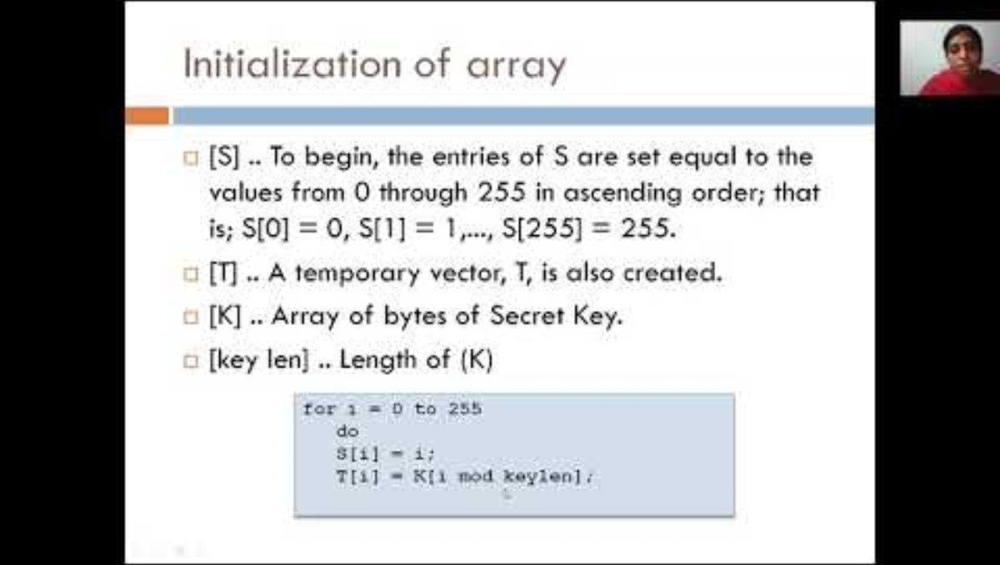 Initialization of array
[S] .. To begin, the entries of S are set equal to the
values from 0 through 255 in ascending order; that
is; S[0] = 0, S[1] = 1,..., S[255] = 255.
[T] .. A temporary vector, T, is also created.
[K] .. Array of bytes of Secret Key.
[key len] .. Length of (K)
for i = 0 to 255
do
S[i] = i;
T[i] = K[i mod keylen];